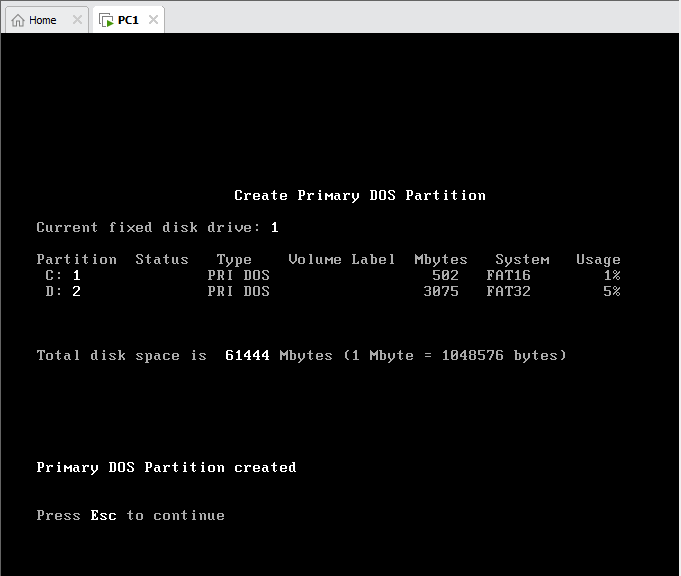 Home PC1
Create Primary DOS Partition
Current fixed disk drive: 1
Partition Status Type Volume Label Mbytes System Usage
C: 1 PRI DOS 502 FAT16 1%
D: 2 PRI DOS 3075 FAT32 5%
Total disk space is 61444 Mbytes (1 Mbyte = 1048576 bytes)
Primary DOS Partition created
Press Esc to continue